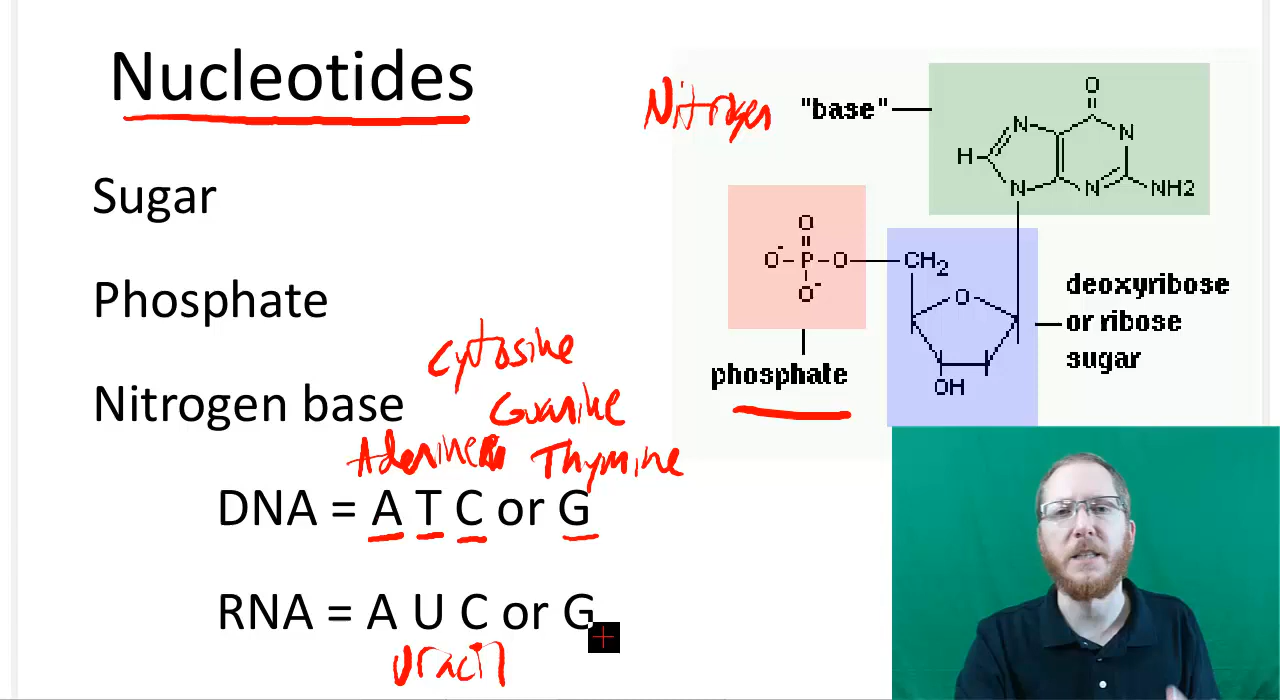 Nucleotides
Sugar
Phosphate
Nitrogen base
Cytosine
Guanine
Adenine
Thymine
DNA = A T C or G
RNA = A U C or G
Uracil
Nitrogen "base"
O
N
N
H
N
N
NH2
O
O⁻ P O
O⁻
CH₂
O
OH
phosphate
deoxyribose
or ribose
sugar